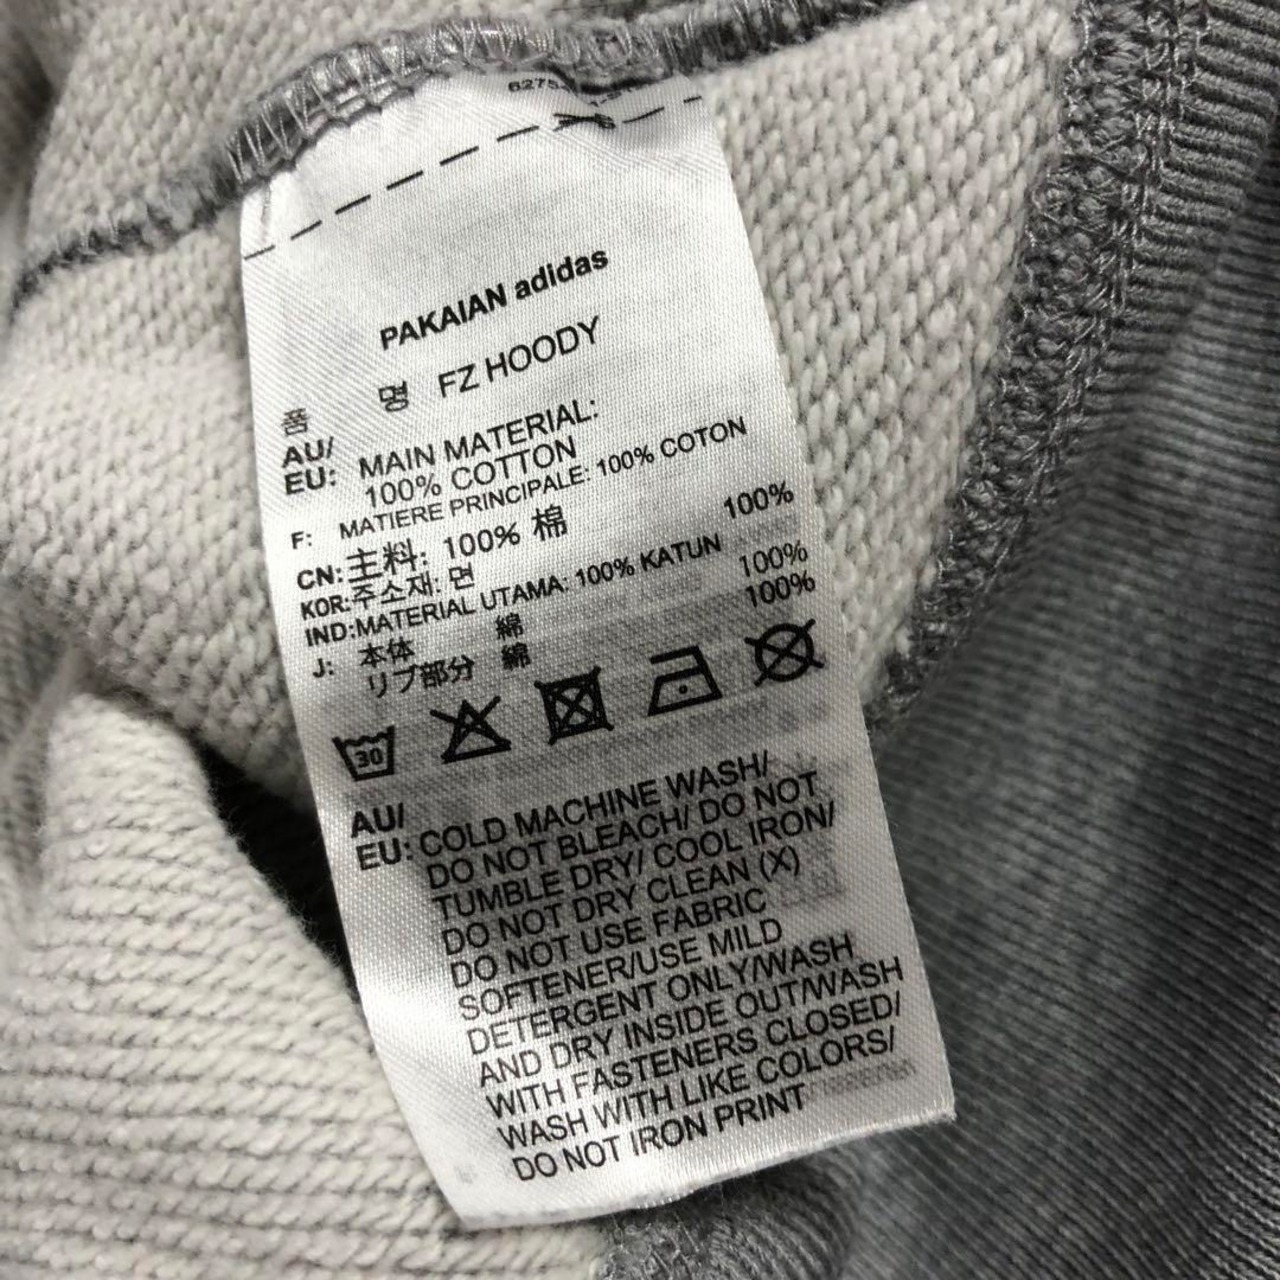 PAKAIAN adidas
품 명 FZ HOODY
AU/
EU: MAIN MATERIAL:
100% COTTON
F: MATIERE PRINCIPALE: 100% COTON
CN: 主料: 100% 棉
KOR: 주소재: 면 100%
IND: MATERIAL UTAMA: 100% KATUN
J: 本体 綿 100%
リブ部分 綿 100%
30
AU/
EU: COLD MACHINE WASH/
DO NOT BLEACH/ DO NOT
TUMBLE DRY/ COOL IRON/
DO NOT DRY CLEAN (X)
DO NOT USE FABRIC
SOFTENER/USE MILD
DETERGENT ONLY/WASH
AND DRY INSIDE OUT/WASH
WITH FASTENERS CLOSED/
WASH WITH LIKE COLORS/
DO NOT IRON PRINT